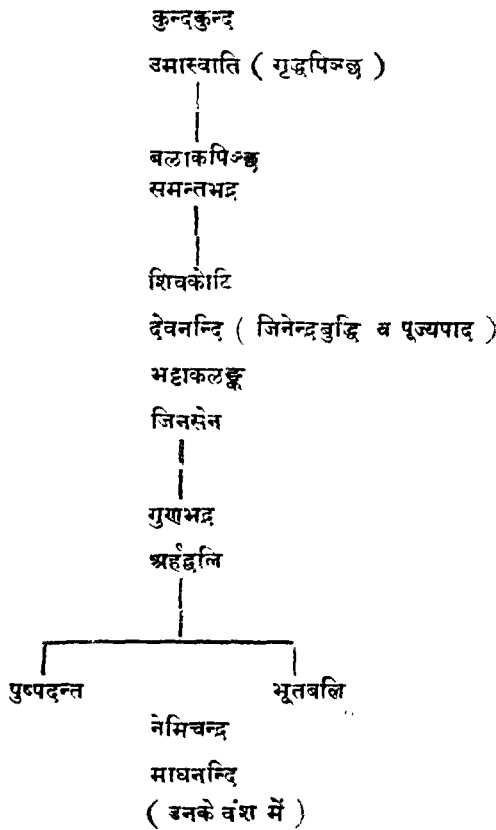 कुन्दकुन्द
उमास्वाति ( गृद्धपिञ्छ )
बलाकपिञ्छ
समन्तभद्र
शिवकोटि
देवनन्दि ( जिनेन्द्रबुद्धि व पूज्यपाद )
भट्टाकलङ्क
जिनसेन
गुणभद्र
अर्हद्बलि
पुष्पदन्त भूतबलि
नेमिचन्द्र
माघनन्दि
( उनके वंश में )